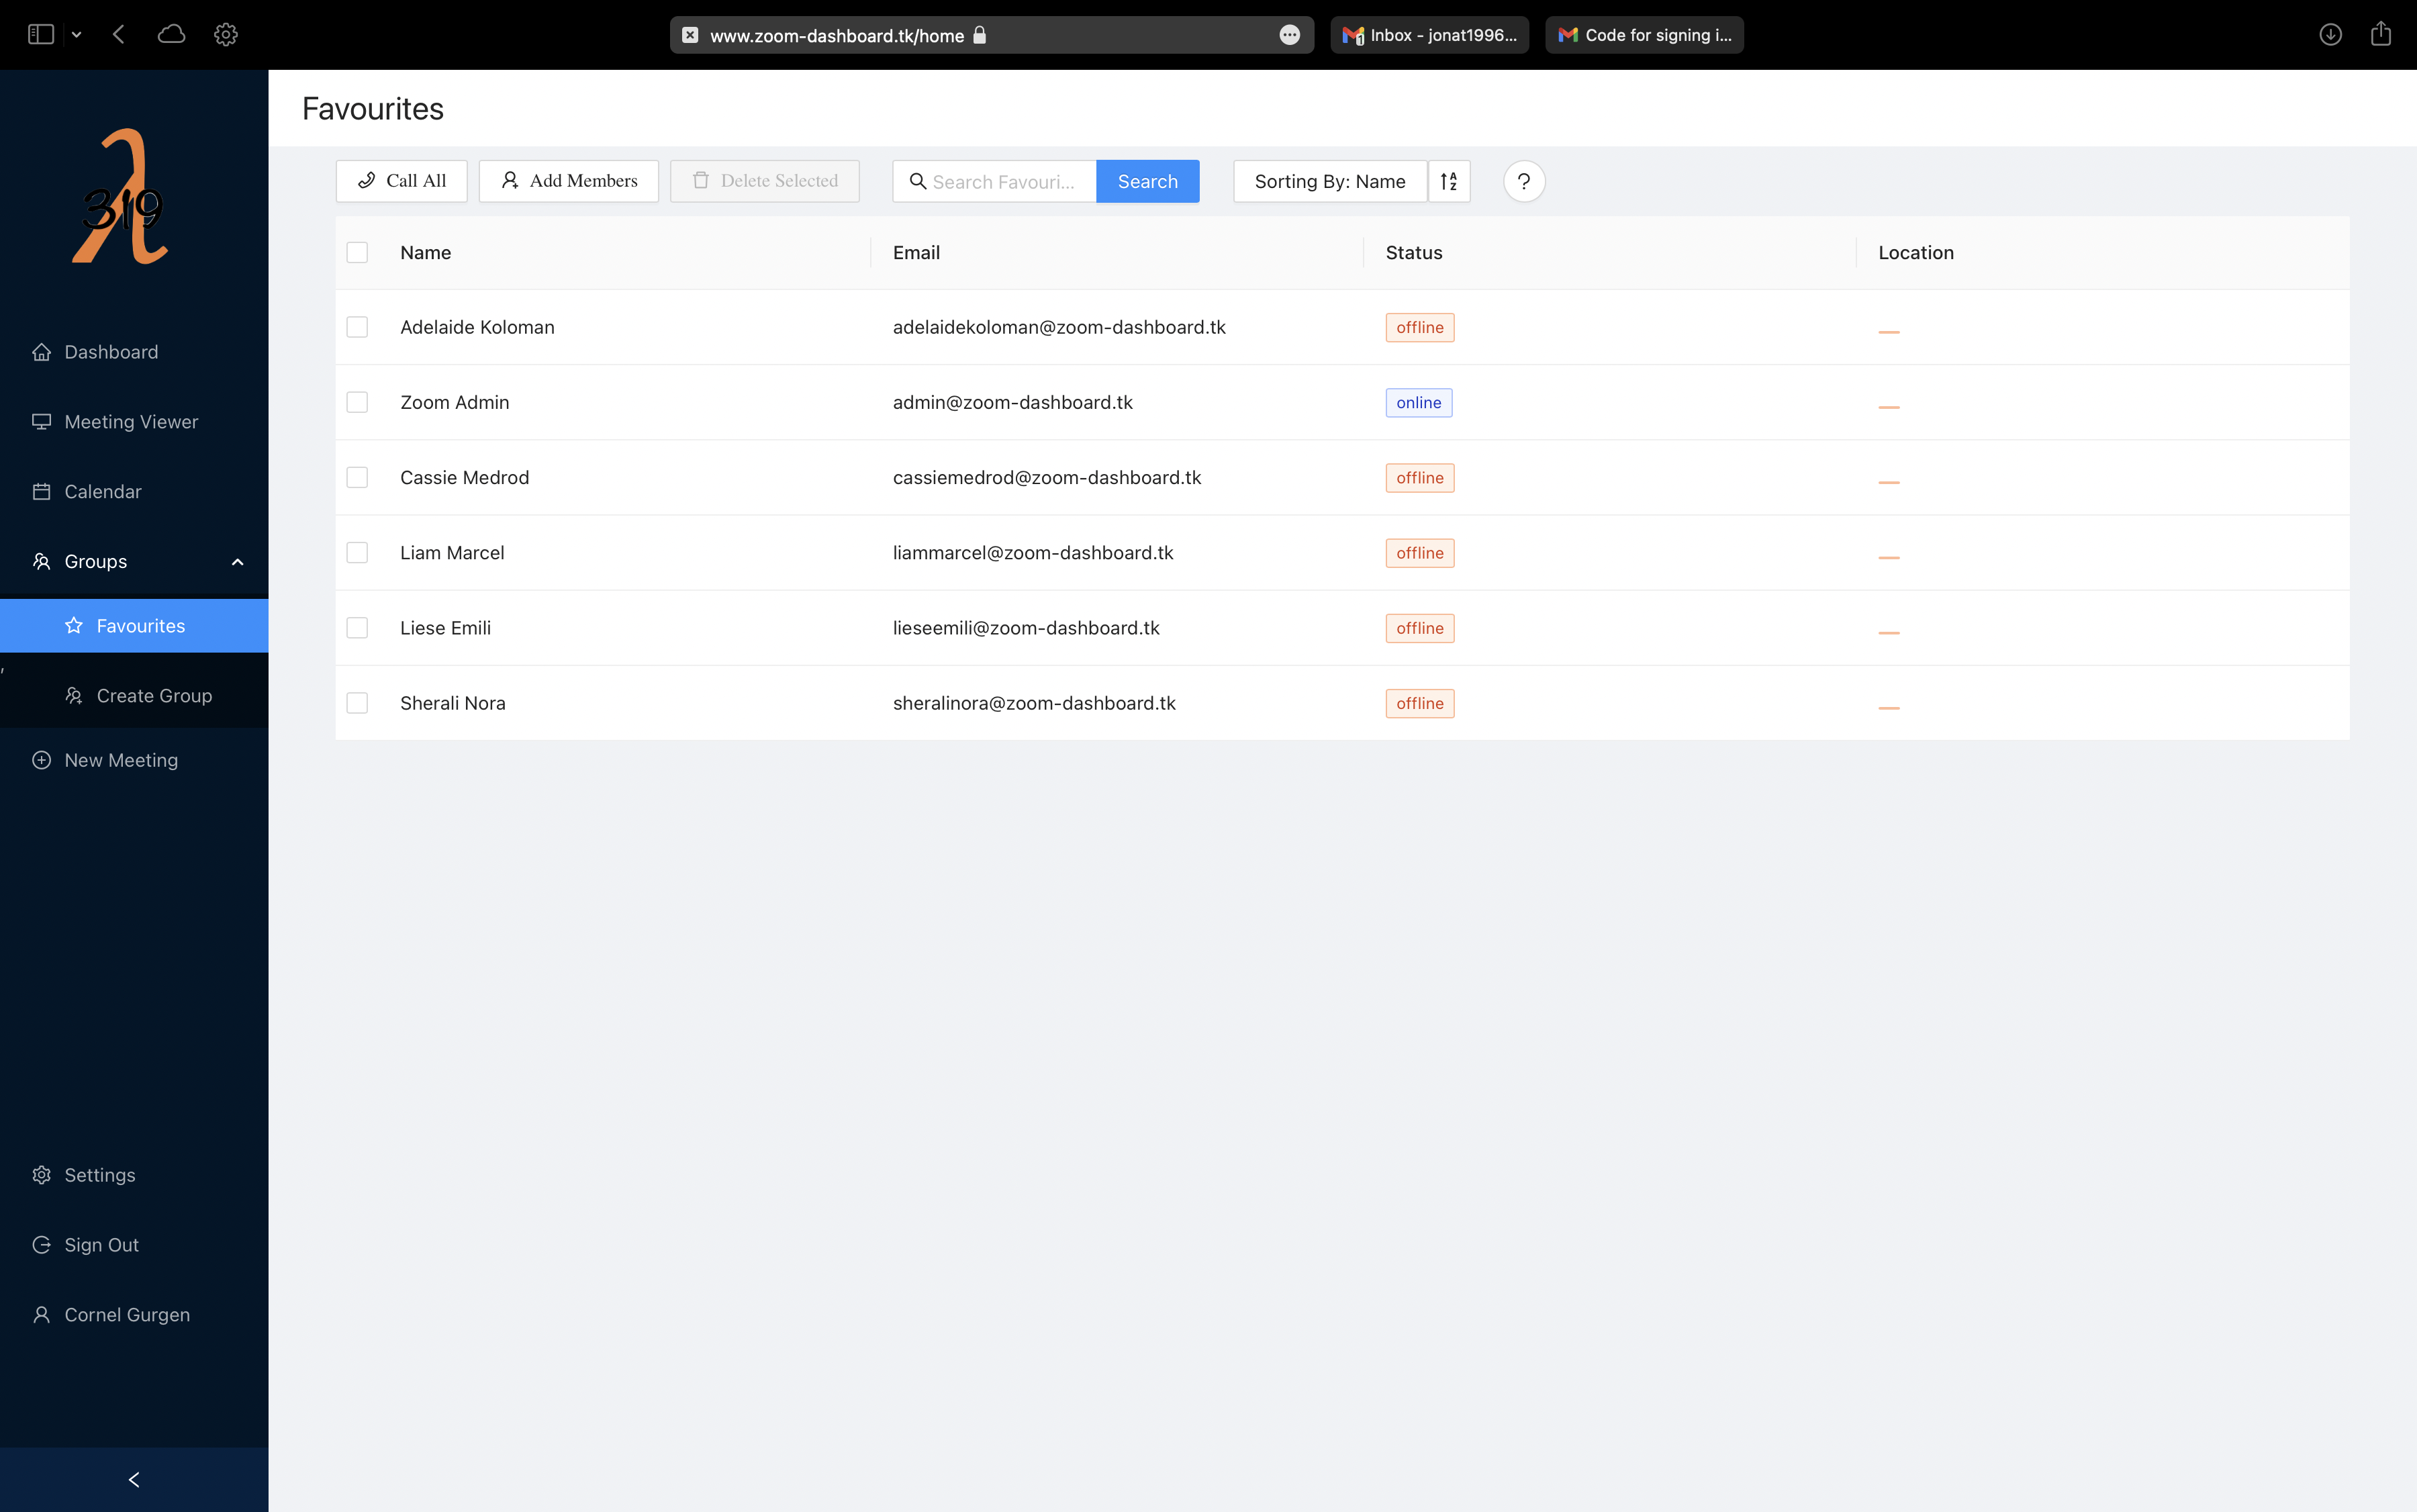 www.zoom-dashboard.tk/home
1 Inbox - jonat1996...
Code for signing i...
319
Favourites
Call All
Add Members
Delete Selected
Search Favouri...
Search
Sorting By: Name
A
Z
?
Name Email Status Location
Adelaide Koloman adelaidekoloman@zoom-dashboard.tk offline
Zoom Admin admin@zoom-dashboard.tk online
Cassie Medrod cassiemedrod@zoom-dashboard.tk offline
Liam Marcel liammarcel@zoom-dashboard.tk offline
Liese Emili lieseemili@zoom-dashboard.tk offline
Sherali Nora sheralinora@zoom-dashboard.tk offline
Dashboard
Meeting Viewer
Calendar
Groups
Favourites
Create Group
New Meeting
Settings
Sign Out
Cornel Gurgen